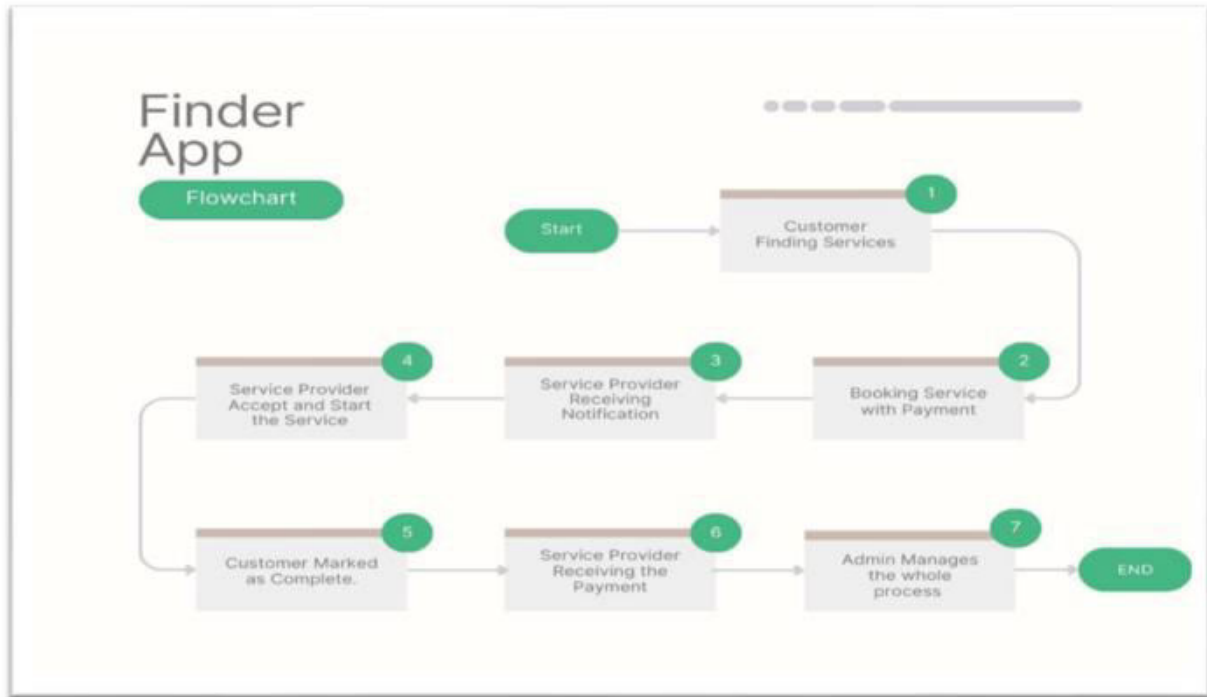 Finder
App
Flowchart
Start
1
Customer
Finding Services
2
Booking Service
with Payment
3
Service Provider
Receiving
Notification
4
Service Provider
Accept and Start
the Service
5
Customer Marked
as Complete.
6
Service Provider
Receiving the
Payment
7
Admin Manages
the whole
process
END